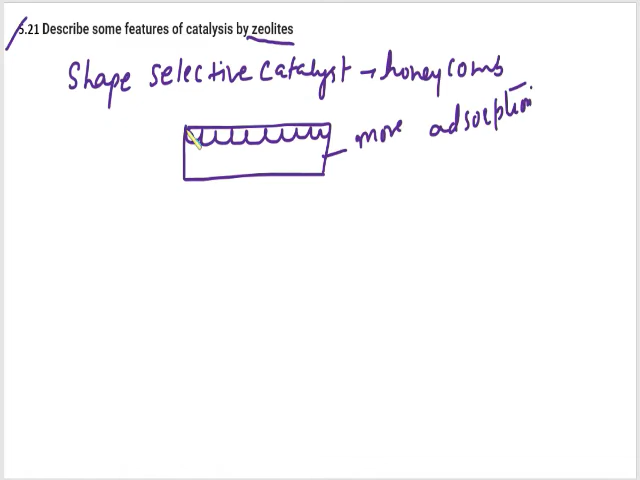 5.21 Describe some features of catalysis by zeolites
Shape selective catalyst → honeycomb
more adsorption